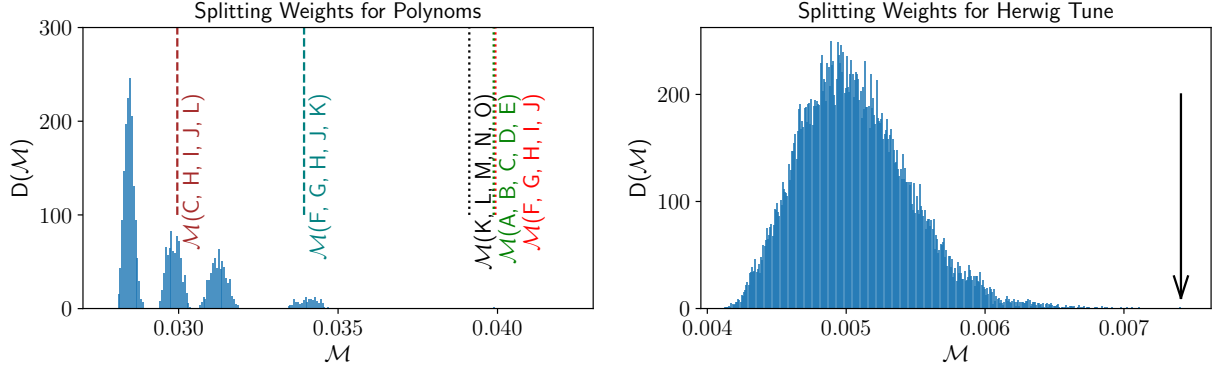 Splitting Weights for Polynoms
300
200
100
0
D(ℳ)
0.030
0.035
0.040
ℳ
ℳ(C, H, I, J, L)
ℳ(F, G, H, J, K)
ℳ(K, L, M, N, O)
ℳ(A, B, C, D, E)
ℳ(F, G, H, I, J)
Splitting Weights for Herwig Tune
200
100
0
D(ℳ)
0.004
0.005
0.006
0.007
ℳ